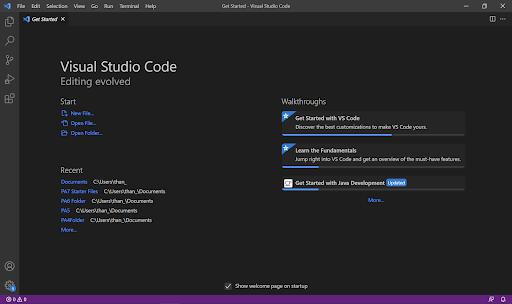 File Edit Selection View Go Run Terminal Help
Get Started - Visual Studio Code
Get Started
Visual Studio Code
Editing evolved
Start
New File...
Open File...
Open Folder...
Recent
Documents C:\Users\than_
PA7 Starter Files C:\Users\than_\Documents
PA6 Folder C:\Users\than_\Documents
PA5 C:\Users\than_\Documents
PA4Folder C:\Users\than_\Documents
More...
Walkthroughs
Get Started with VS Code
Discover the best customizations to make VS Code yours.
Learn the Fundamentals
Jump right into VS Code and get an overview of the must-have features.
Get Started with Java Development Updated
More...
Show welcome page on startup
0 0